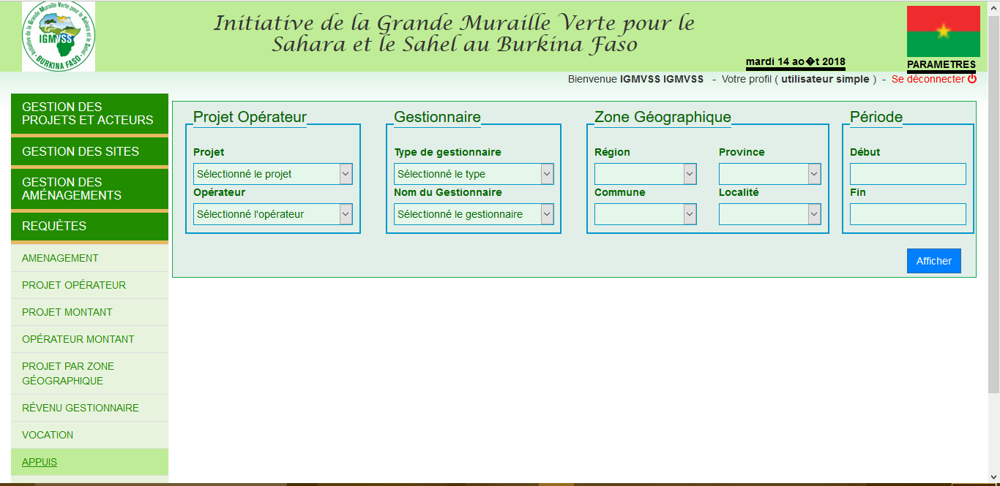 Initiative de la Grande Muraille Verte pour le Sahara et le Sahel
IGMVSS
- BURKINA FASO -
Initiative de la Grande Muraille Verte pour le
Sahara et le Sahel au Burkina Faso
mardi 14 ao�t 2018
PARAMETRES
Bienvenue IGMVSS IGMVSS - Votre profil ( utilisateur simple ) - Se déconnecter
GESTION DES
PROJETS ET ACTEURS
GESTION DES SITES
GESTION DES
AMÉNAGEMENTS
REQUÊTES
AMENAGEMENT
PROJET OPÉRATEUR
PROJET MONTANT
OPÉRATEUR MONTANT
PROJET PAR ZONE
GÉOGRAPHIQUE
RÉVENU GESTIONNAIRE
VOCATION
APPUIS
Projet Opérateur
Projet
Sélectionné le projet
Opérateur
Sélectionné l'opérateur
Gestionnaire
Type de gestionnaire
Sélectionné le type
Nom du Gestionnaire
Sélectionné le gestionnaire
Zone Géographique
Région Province
Commune Localité
Période
Début
Fin
Afficher